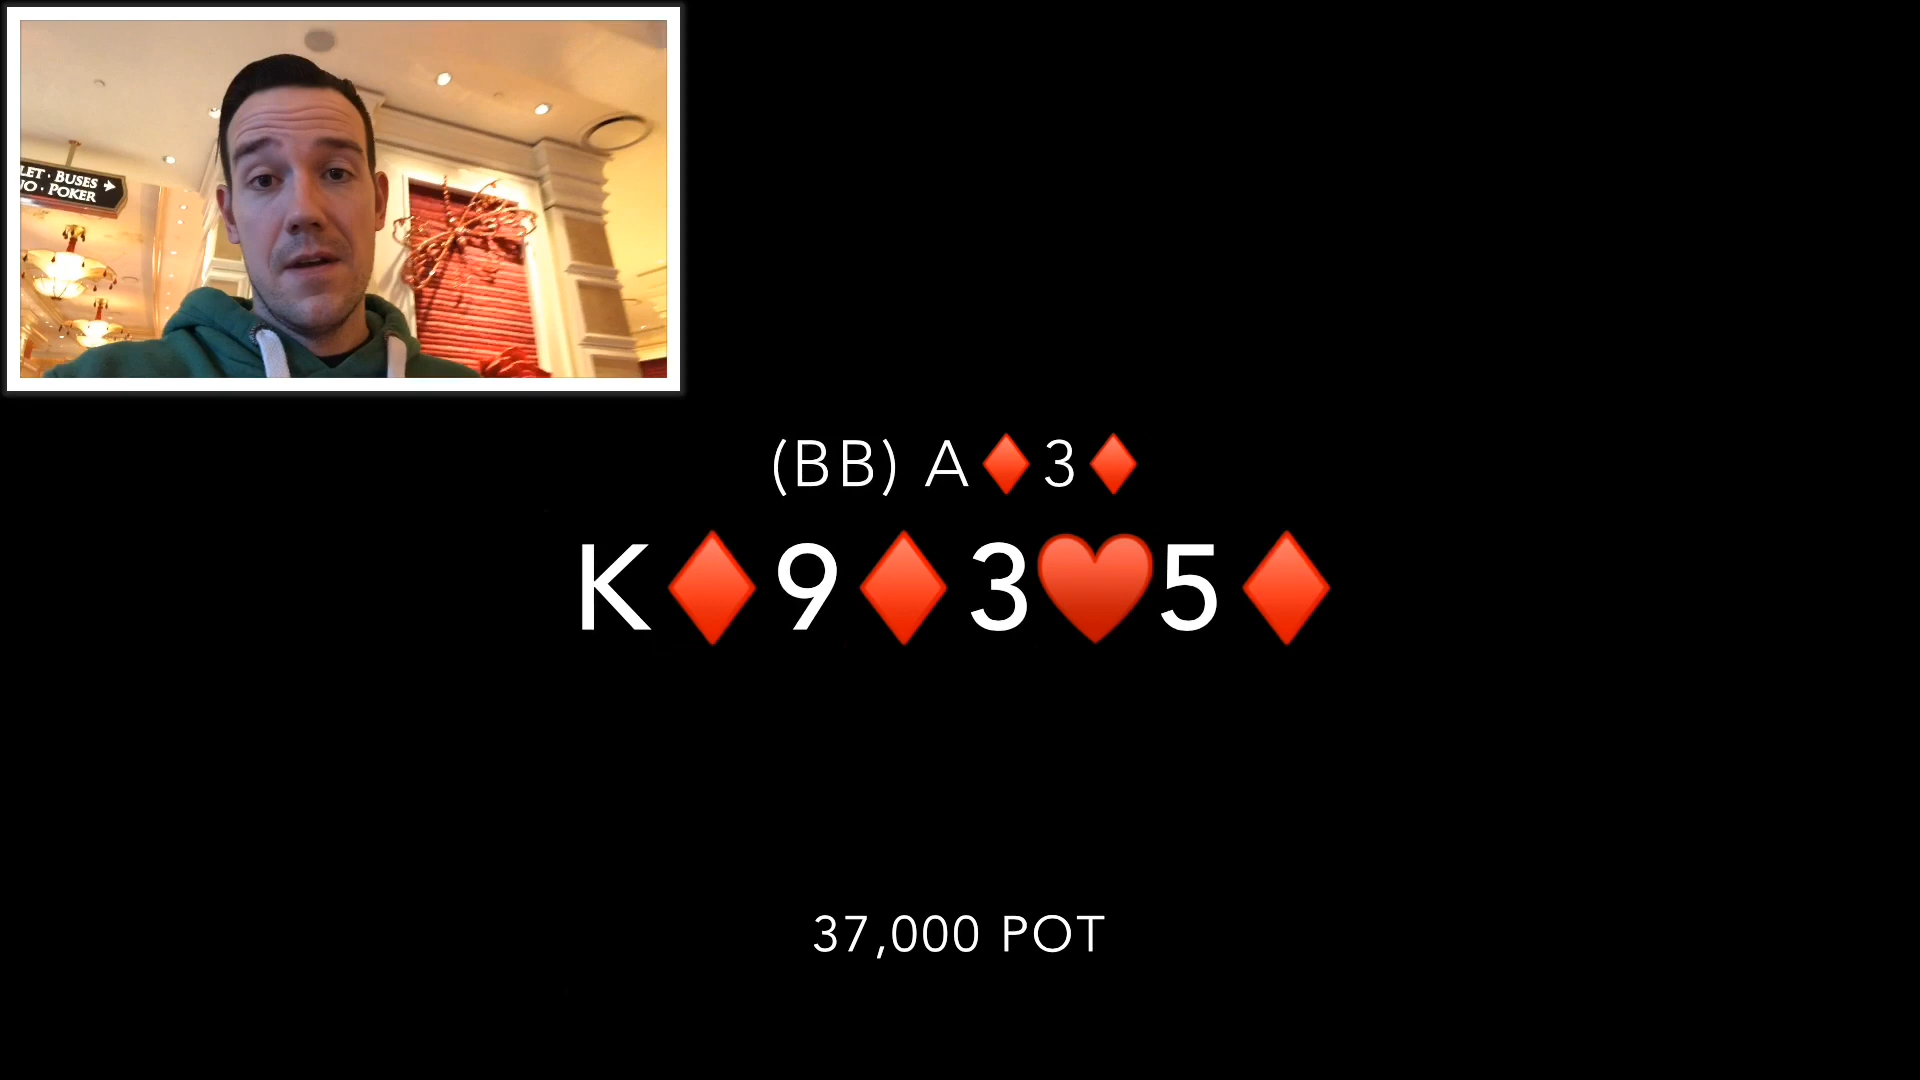 LET · BUSES →
· POKER
(BB) A♦3♦
K♦9♦3♥5♦
37,000 POT